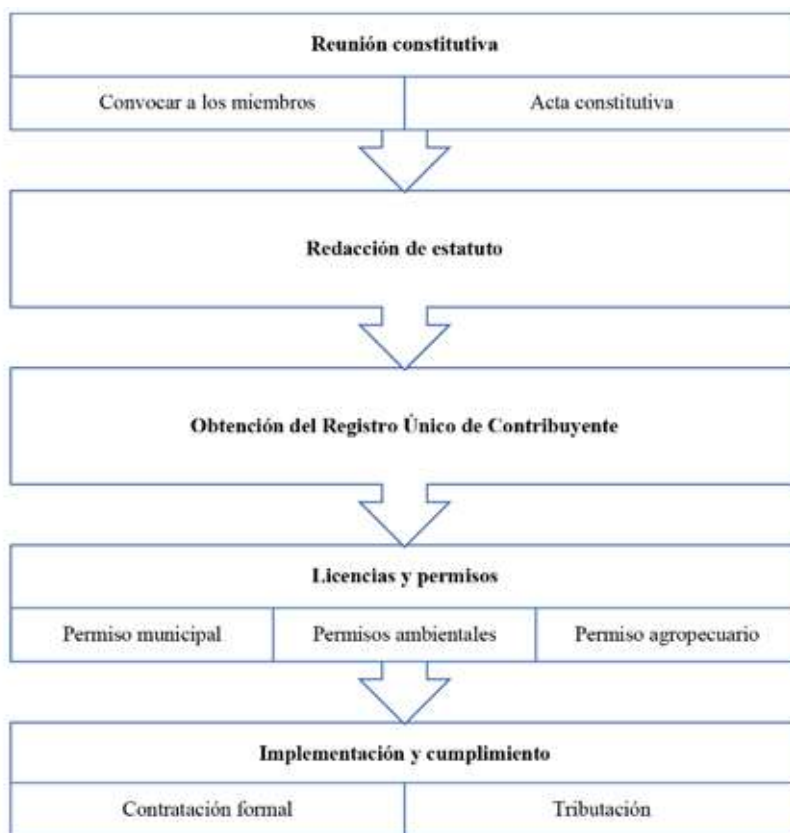 Reunión constitutiva
Convocar a los miembros
Acta constitutiva
Redacción de estatuto
Obtención del Registro Único de Contribuyente
Licencias y permisos
Permiso municipal
Permisos ambientales
Permiso agropecuario
Implementación y cumplimiento
Contratación formal
Tributación